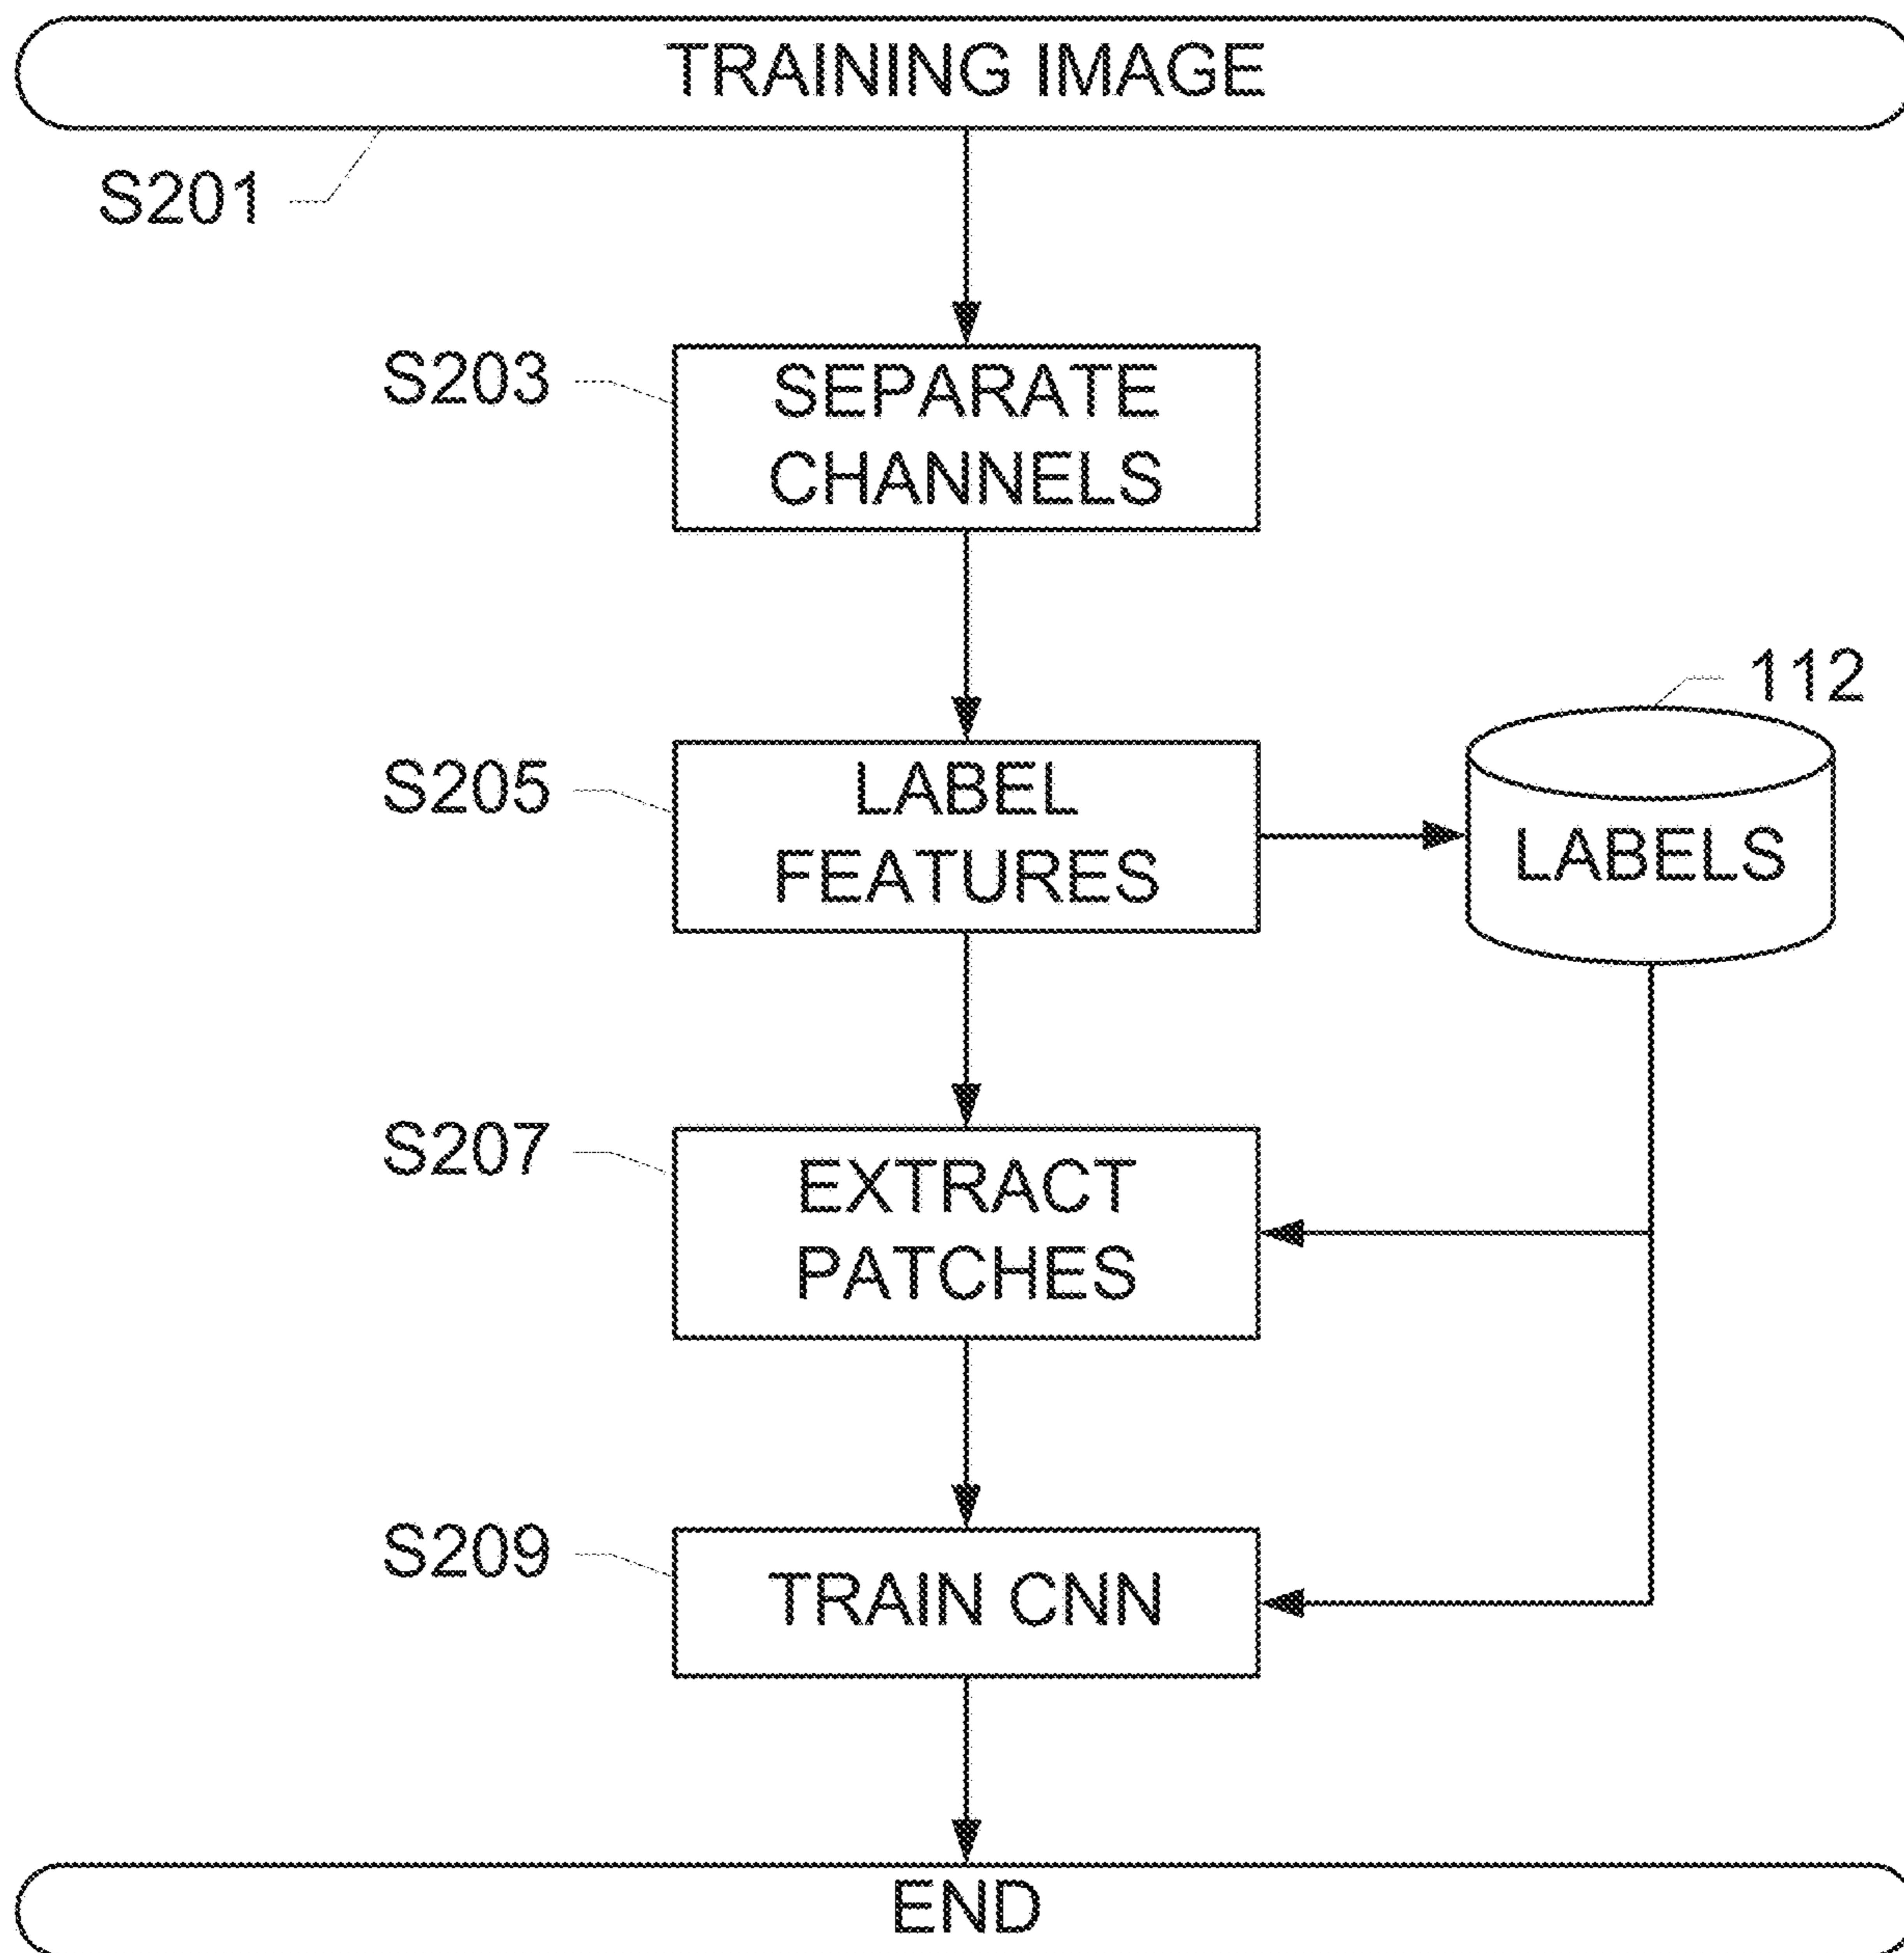 TRAINING IMAGE
S201
S203
SEPARATE
CHANNELS
112
S205
LABEL
FEATURES
LABELS
S207
EXTRACT
PATCHES
S209
TRAIN CNN
END